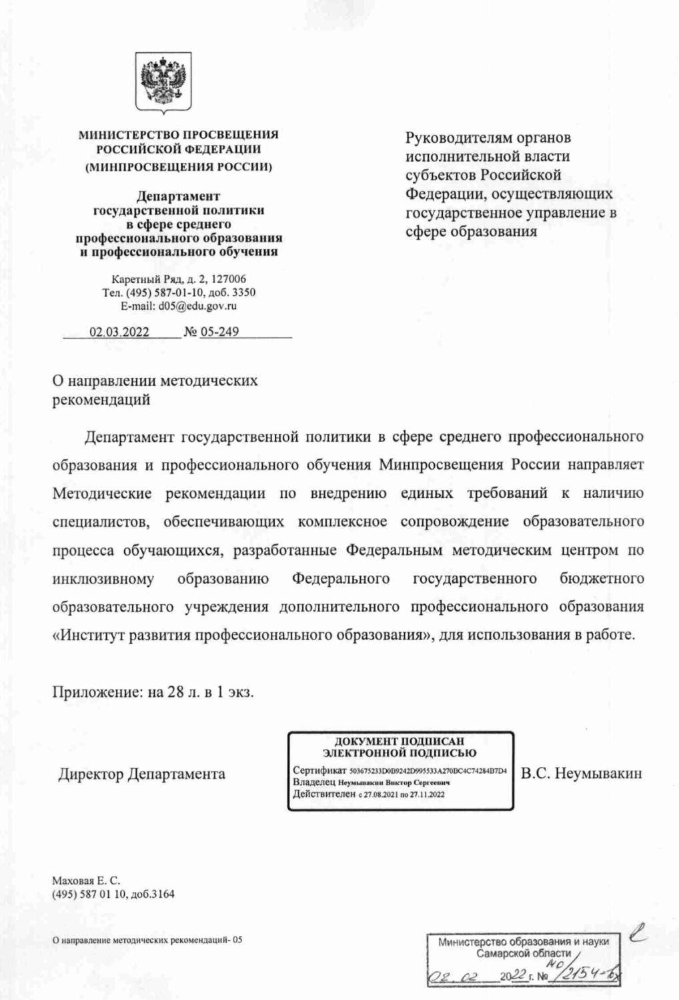 МИНИСТЕРСТВО ПРОСВЕЩЕНИЯ
РОССИЙСКОЙ ФЕДЕРАЦИИ
(МИНПРОСВЕЩЕНИЯ РОССИИ)
Департамент
государственной политики
в сфере среднего
профессионального образования
и профессионального обучения
Каретный Ряд, д. 2, 127006
Тел. (495) 587-01-10, доб. 3350
E-mail: d05@edu.gov.ru
02.03.2022 № 05-249
Руководителям органов
исполнительной власти
субъектов Российской
Федерации, осуществляющих
государственное управление в
сфере образования
О направлении методических
рекомендаций
Департамент государственной политики в сфере среднего профессионального
образования и профессионального обучения Минпросвещения России направляет
Методические рекомендации по внедрению единых требований к наличию
специалистов, обеспечивающих комплексное сопровождение образовательного
процесса обучающихся, разработанные Федеральным методическим центром по
инклюзивному образованию Федерального государственного бюджетного
образовательного учреждения дополнительного профессионального образования
«Институт развития профессионального образования», для использования в работе.
Приложение: на 28 л. в 1 экз.
Директор Департамента
ДОКУМЕНТ ПОДПИСАН
ЭЛЕКТРОННОЙ ПОДПИСЬЮ
Сертификат 503675233D0B9242D995533A270BC4C74284B7D4
Владелец Неумывакин Виктор Сергеевич
Действителен с 27.08.2021 по 27.11.2022
В.С. Неумывакин
Маховая Е. С.
(495) 587 01 10, доб.3164
О направление методических рекомендаций- 05
Министерство образования и науки
Самарской области
02.02 2022 г. № МО/2154-вх